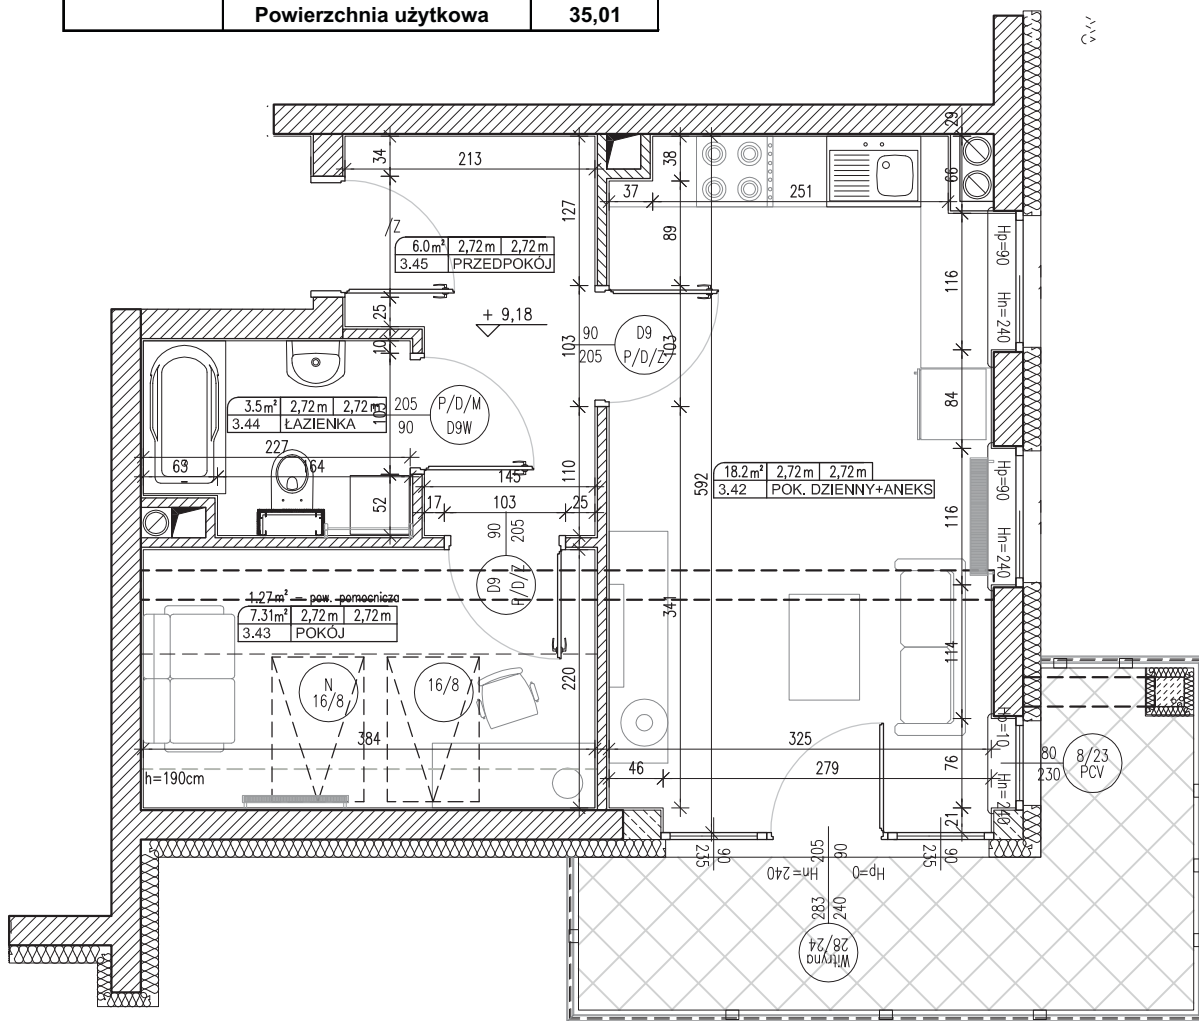 Powierzchnia użytkowa 35,01
29
34
213
38
66
37
251
127
89
/Z
6.0m² 2,72m 2,72m
3.45 PRZEDPOKÓJ
Hp=90
116
Hn=240
25
+ 9,18
10
90
205
103
D9
P/D/Z
103
3.5m² 2,72m 2,72m
3.44 ŁAZIENKA
103
205
90
P/D/M
D9W
84
227
63
164
145
110
52
17
103
25
90
205
592
18.2m² 2,72m 2,72m
3.42 POK. DZIENNY+ANEKS
Hp=90
116
Hn=240
D9
P/D/Z
1.27m² – pow. pomocnicza
7.31m² 2,72m 2,72m
3.43 POKÓJ
341
114
220
N
16/8
16/8
384
325
Hp=10
h=190cm
46
279
76
80
230
8/23
PCV
Hn=240
21
235
90
205
90
235
90
Hn=240
Hp=0
283
240
Witryna
28/24